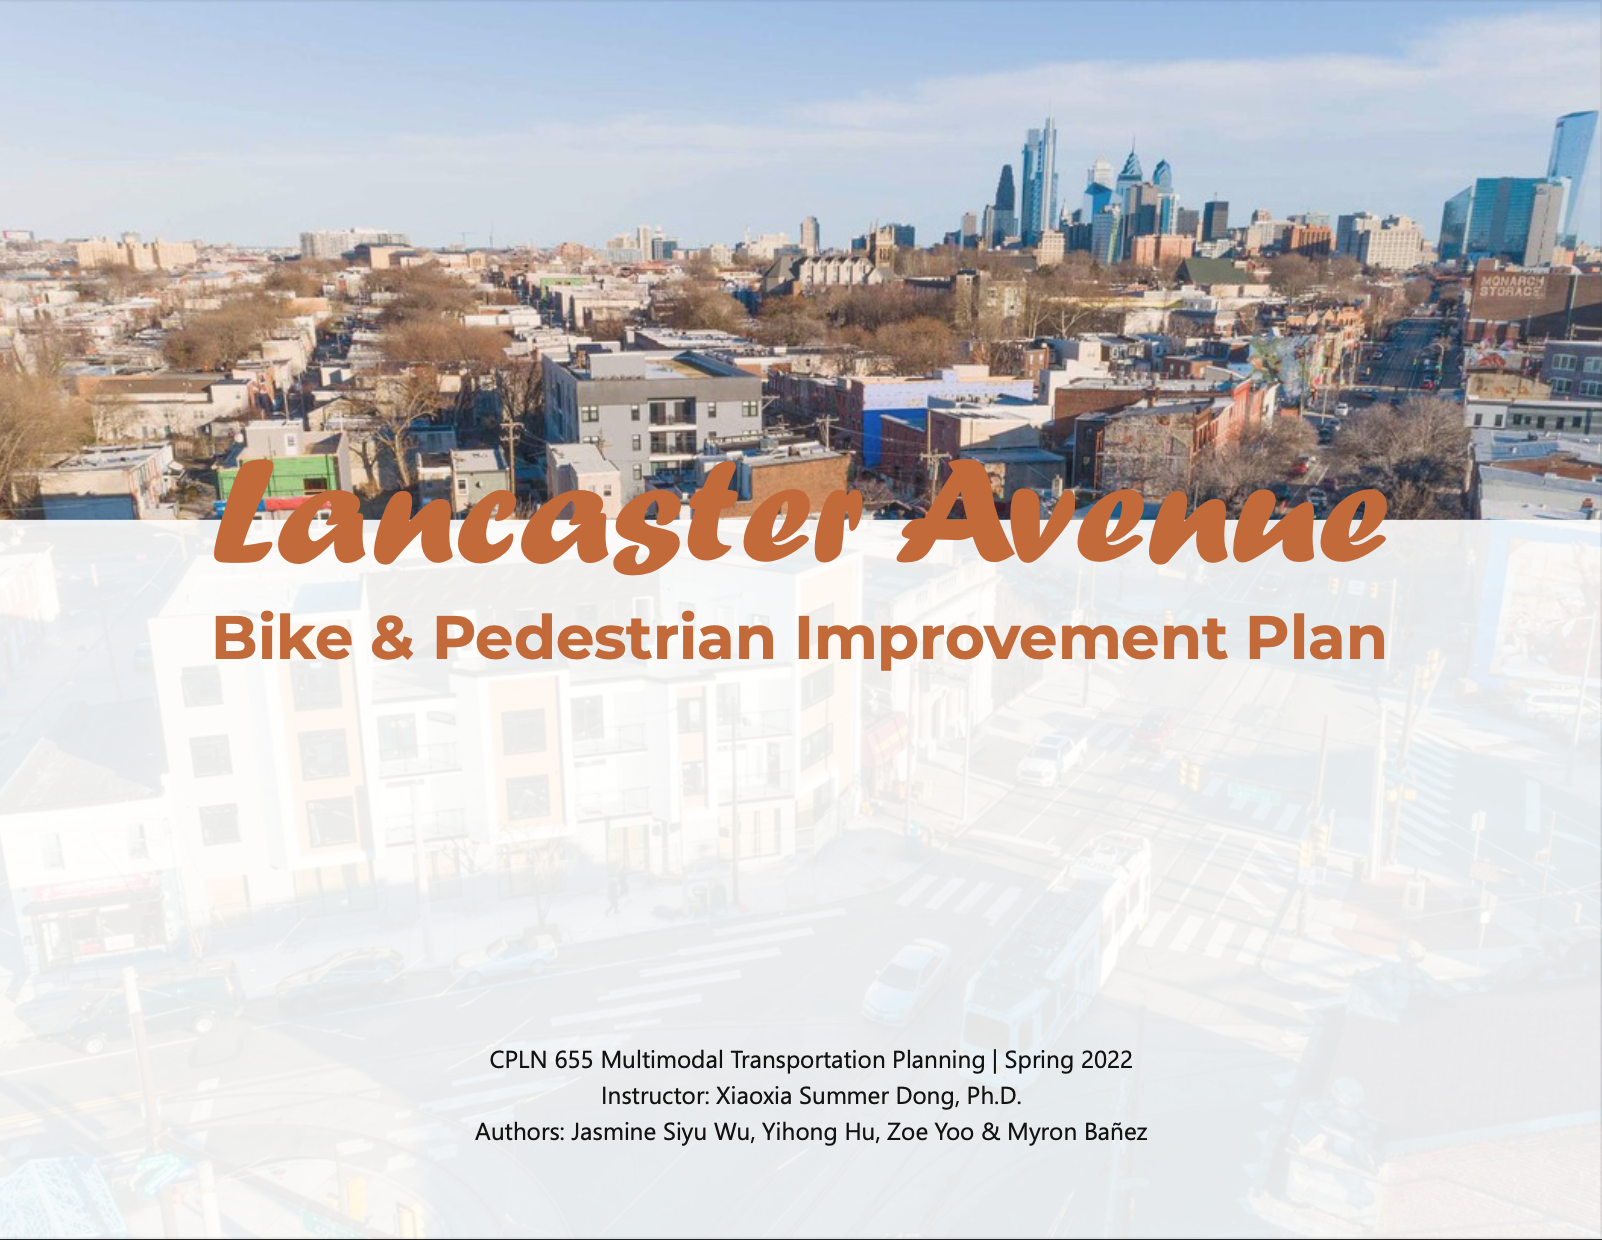 MONARCH
STORAGE
Lancaster Avenue
Bike & Pedestrian Improvement Plan
CPLN 655 Multimodal Transportation Planning | Spring 2022
Instructor: Xiaoxia Summer Dong, Ph.D.
Authors: Jasmine Siyu Wu, Yihong Hu, Zoe Yoo & Myron Bañez